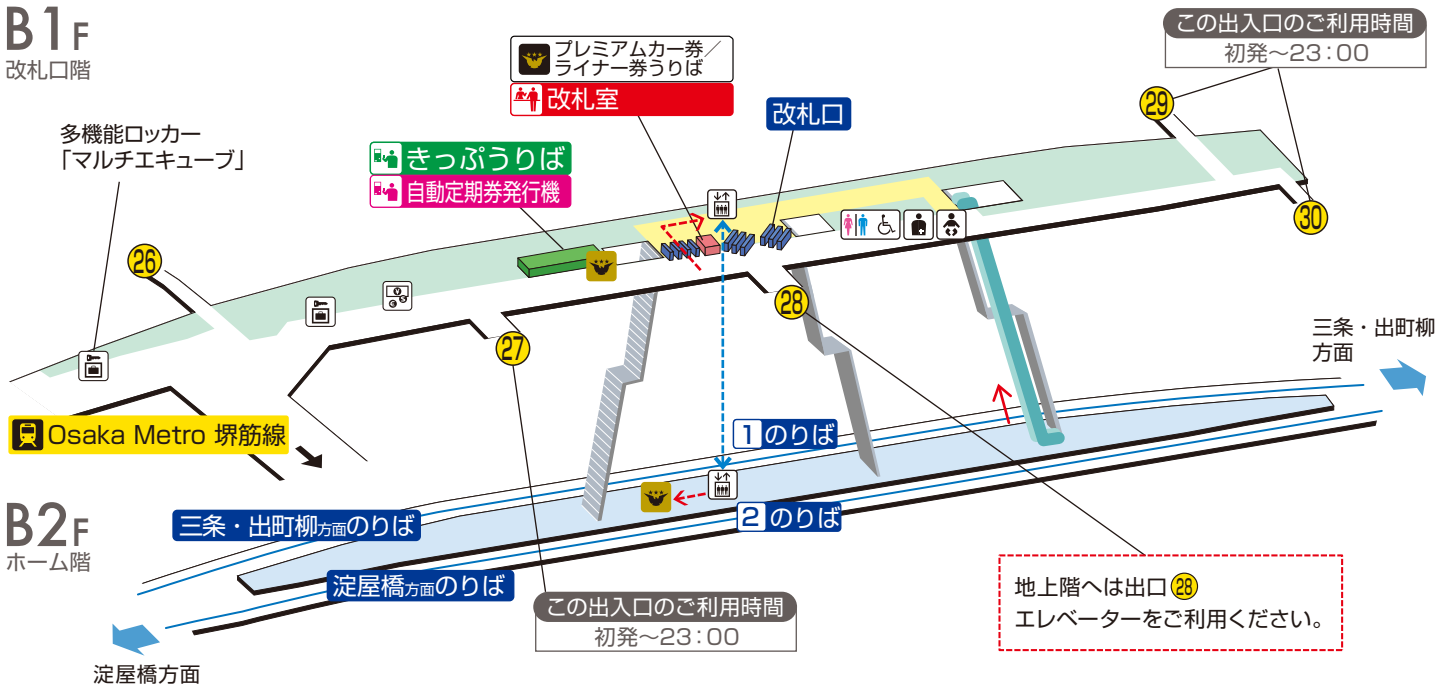 B1F
改札口階
プレミアムカー券／
ライナー券うりば
改札室
改札口
この出入口のご利用時間
初発～23:00
多機能ロッカー
「マルチエキューブ」
きっぷうりば
自動定期券発行機
29
30
26
28
27
三条・出町柳
方面
Osaka Metro 堺筋線
1 のりば
B2F
ホーム階
三条・出町柳方面のりば
2 のりば
淀屋橋方面のりば
この出入口のご利用時間
初発～23:00
地上階へは出口28
エレベーターをご利用ください。
淀屋橋方面